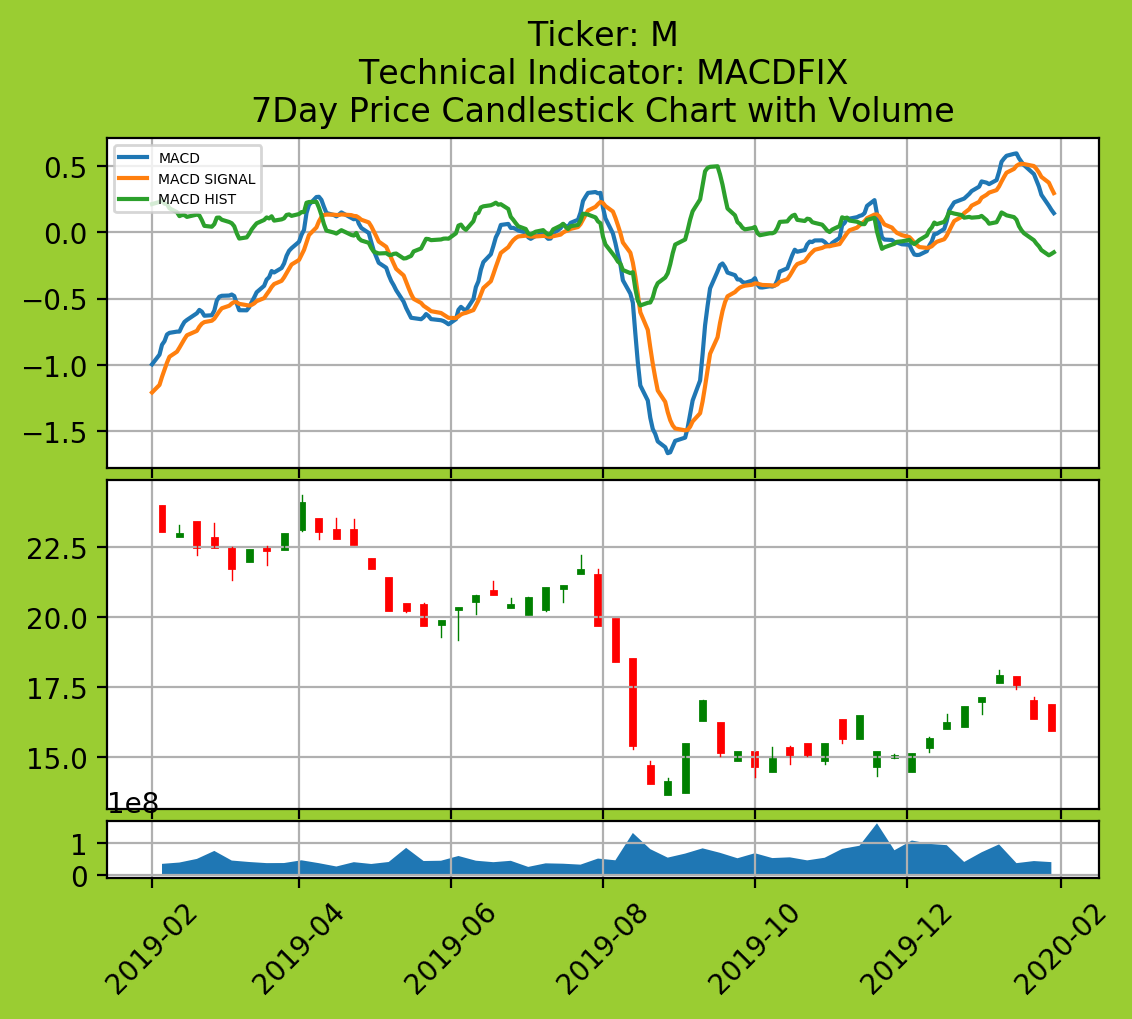 Ticker: M
Technical Indicator: MACDFIX
7Day Price Candlestick Chart with Volume
MACD
MACD SIGNAL
MACD HIST
0.5
0.0
−0.5
−1.0
−1.5
22.5
20.0
17.5
15.0
1e8
1
0
2019-02
2019-04
2019-06
2019-08
2019-10
2019-12
2020-02